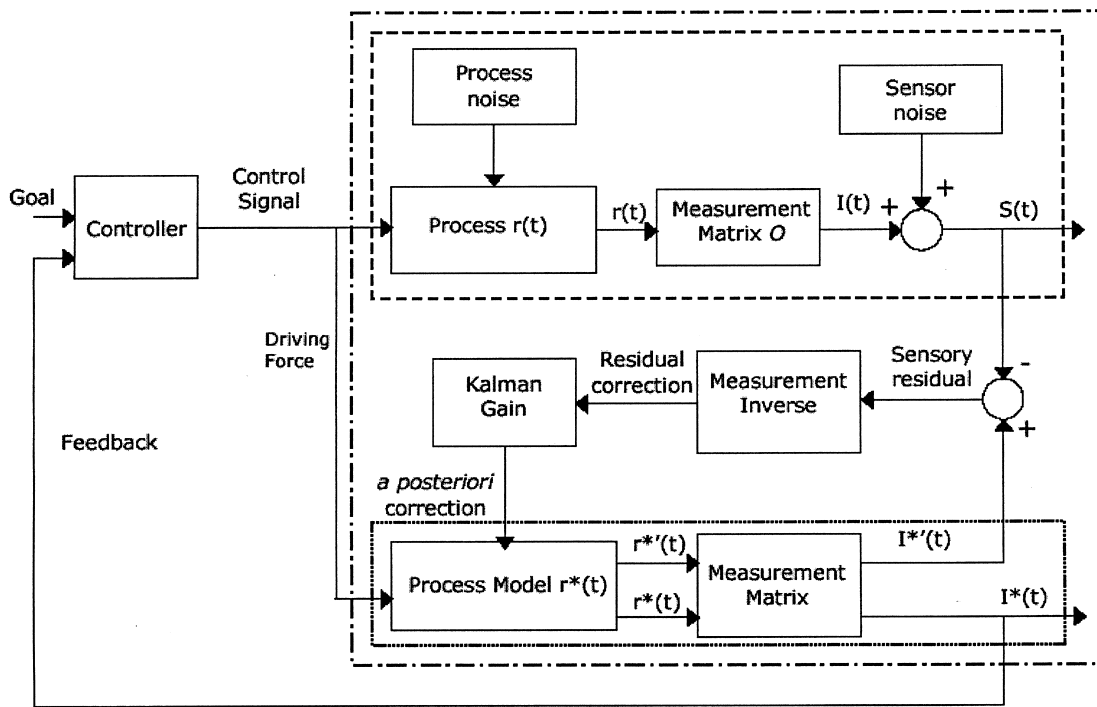 Process
noise
Sensor
noise
Goal
Control
Signal
Controller
Process r(t)
r(t)
Measurement
Matrix O
I(t)
+
+
S(t)
Driving
Force
Feedback
Kalman
Gain
Residual
correction
Measurement
Inverse
Sensory
residual
-
+
a posteriori
correction
Process Model r*(t)
r*'(t)
r*(t)
Measurement
Matrix
I*'(t)
I*(t)